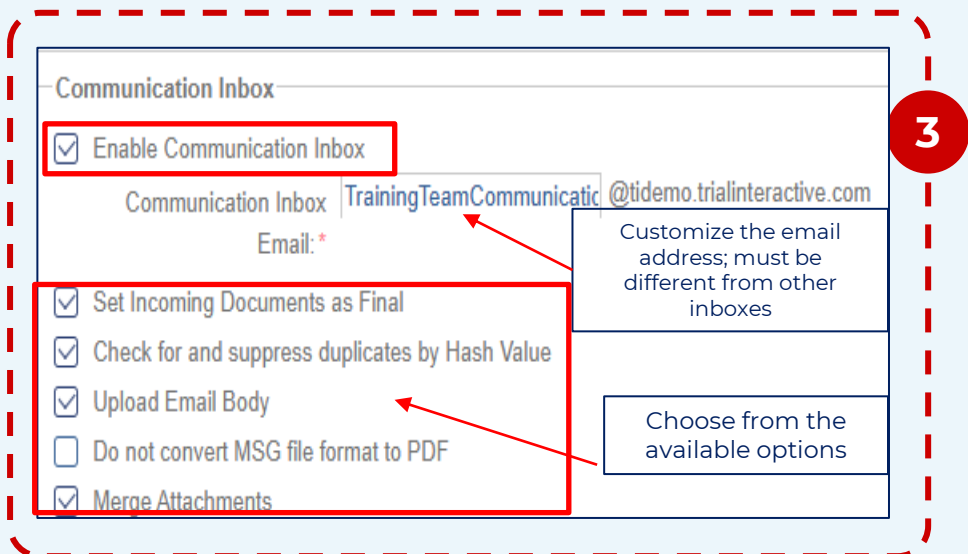 Communication Inbox
3
Enable Communication Inbox
Communication Inbox TrainingTeamCommunicatic @tidemo.trialinteractive.com
Email: *
Customize the email
address; must be
different from other
inboxes
Set Incoming Documents as Final
Check for and suppress duplicates by Hash Value
Upload Email Body
Choose from the
available options
Do not convert MSG file format to PDF
Merge Attachments